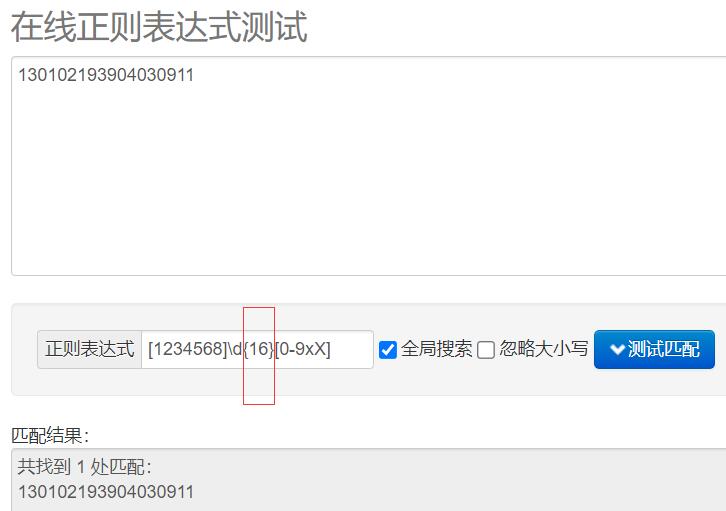 在线正则表达式测试
130102193904030911
正则表达式 [1234568]\d{16}[0-9xX] 全局搜索 忽略大小写 测试匹配
匹配结果：
共找到 1 处匹配：
130102193904030911